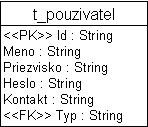 t_pouzivatel
<<PK>> Id : String
Meno : String
Priezvisko : String
Heslo : String
Kontakt : String
<<FK>> Typ : String